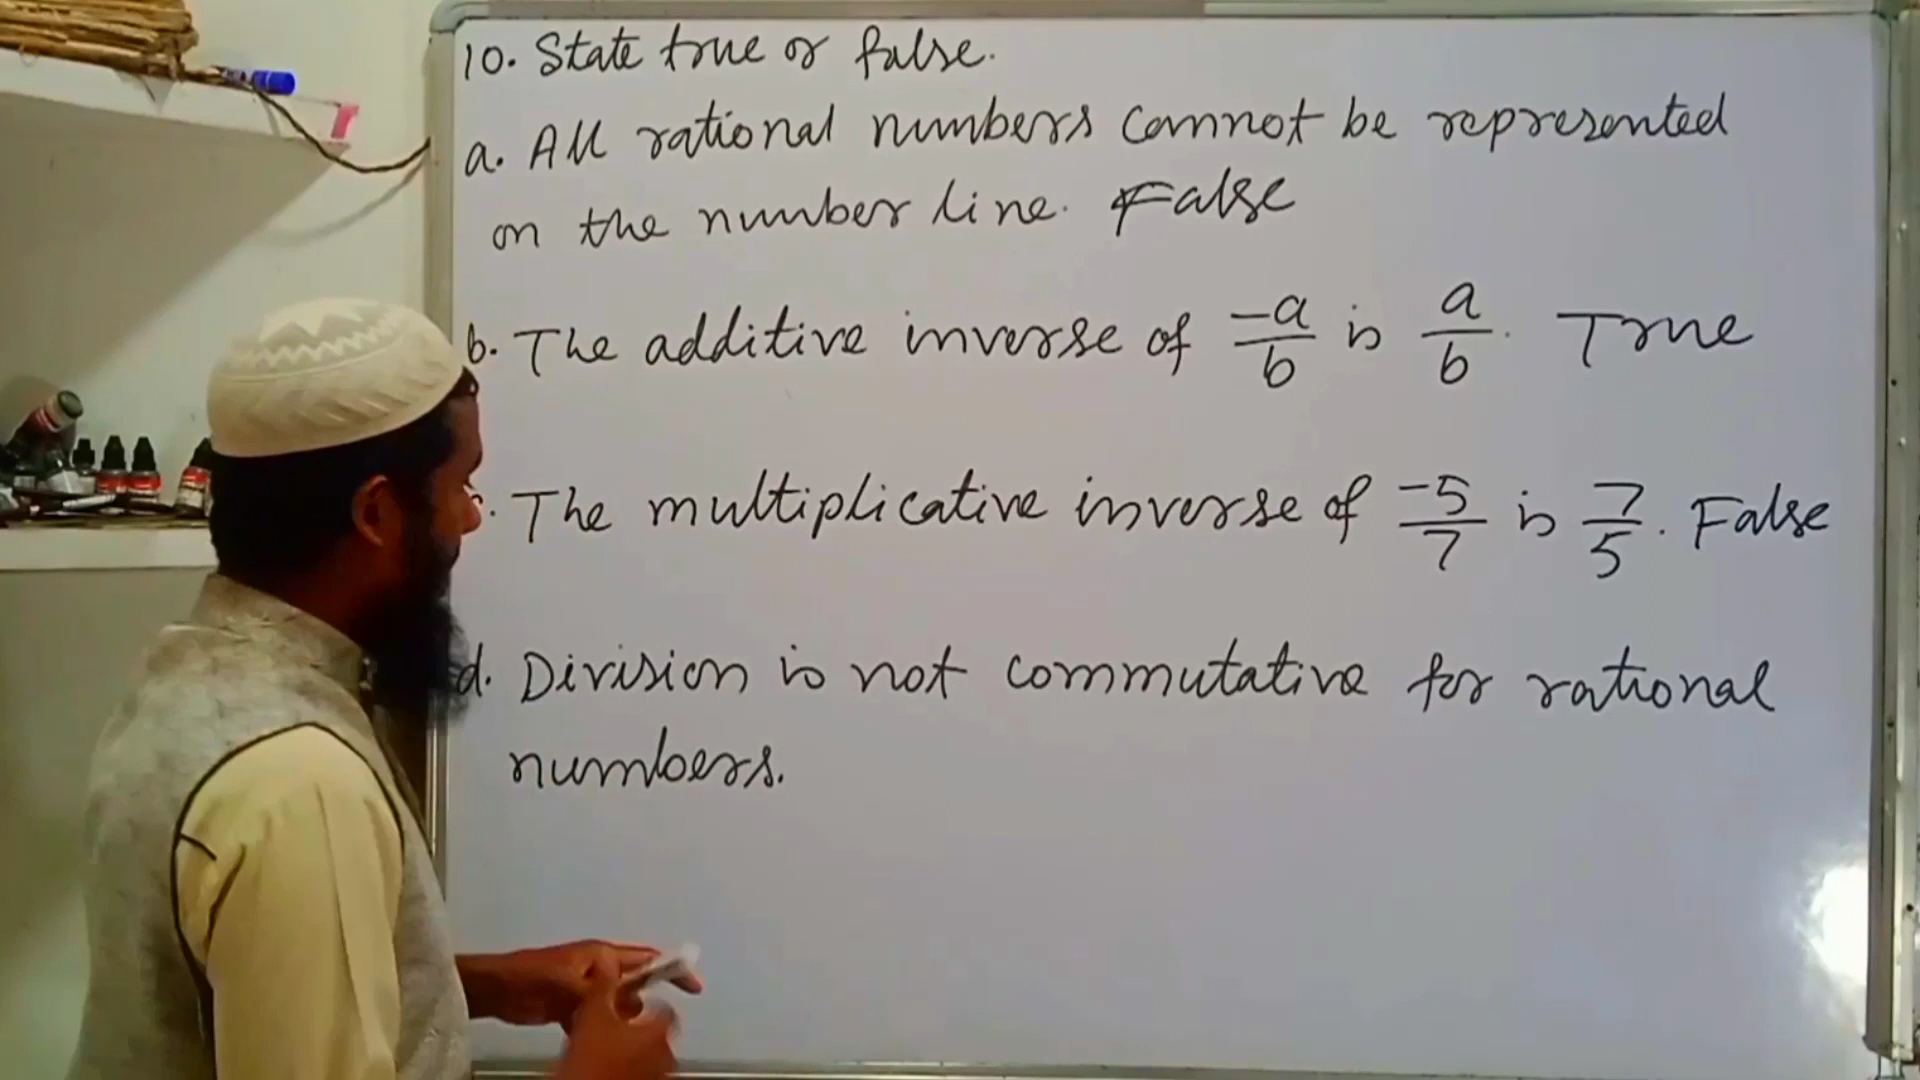 10. State true or false.
a. All rational numbers cannot be represented
on the number line. False
b. The additive inverse of -a/b is a/b. True
. The multiplicative inverse of -5/7 is 7/5. False
d. Division is not commutative for rational
numbers.